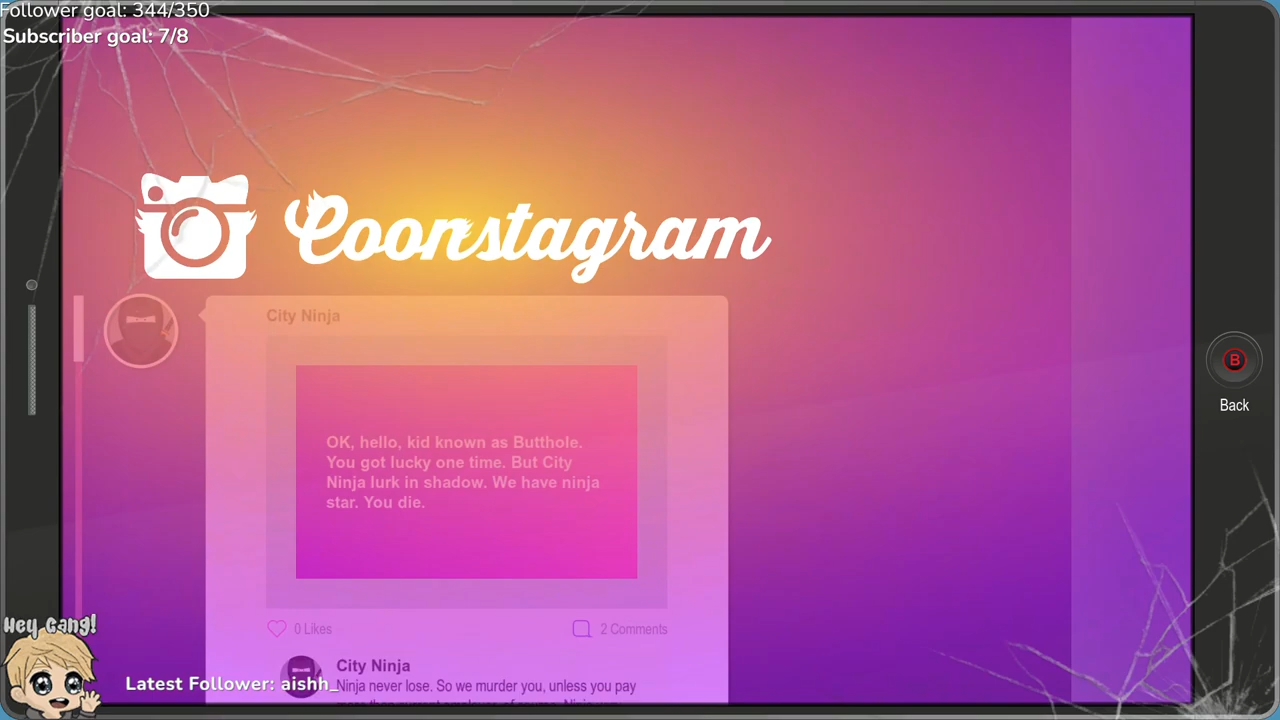 Follower goal: 344/350
Subscriber goal: 7/8
Coonstagram
City Ninja
OK, hello, kid known as Butthole.
You got lucky one time. But City
Ninja lurk in shadow. We have ninja
star. You die.
0 Likes
2 Comments
City Ninja
Ninja never lose. So we murder you, unless you pay
B
Back
Hey Gang!
Latest Follower: aishh_